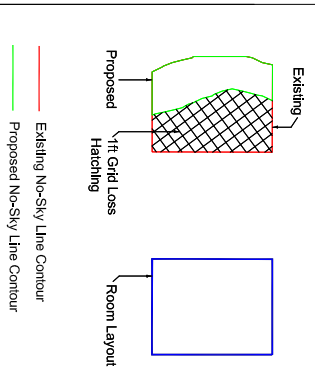 Existing
Proposed
1ft Grid Loss
Hatching
Room Layout
Existing No-Sky Line Contour
Proposed No-Sky Line Contour